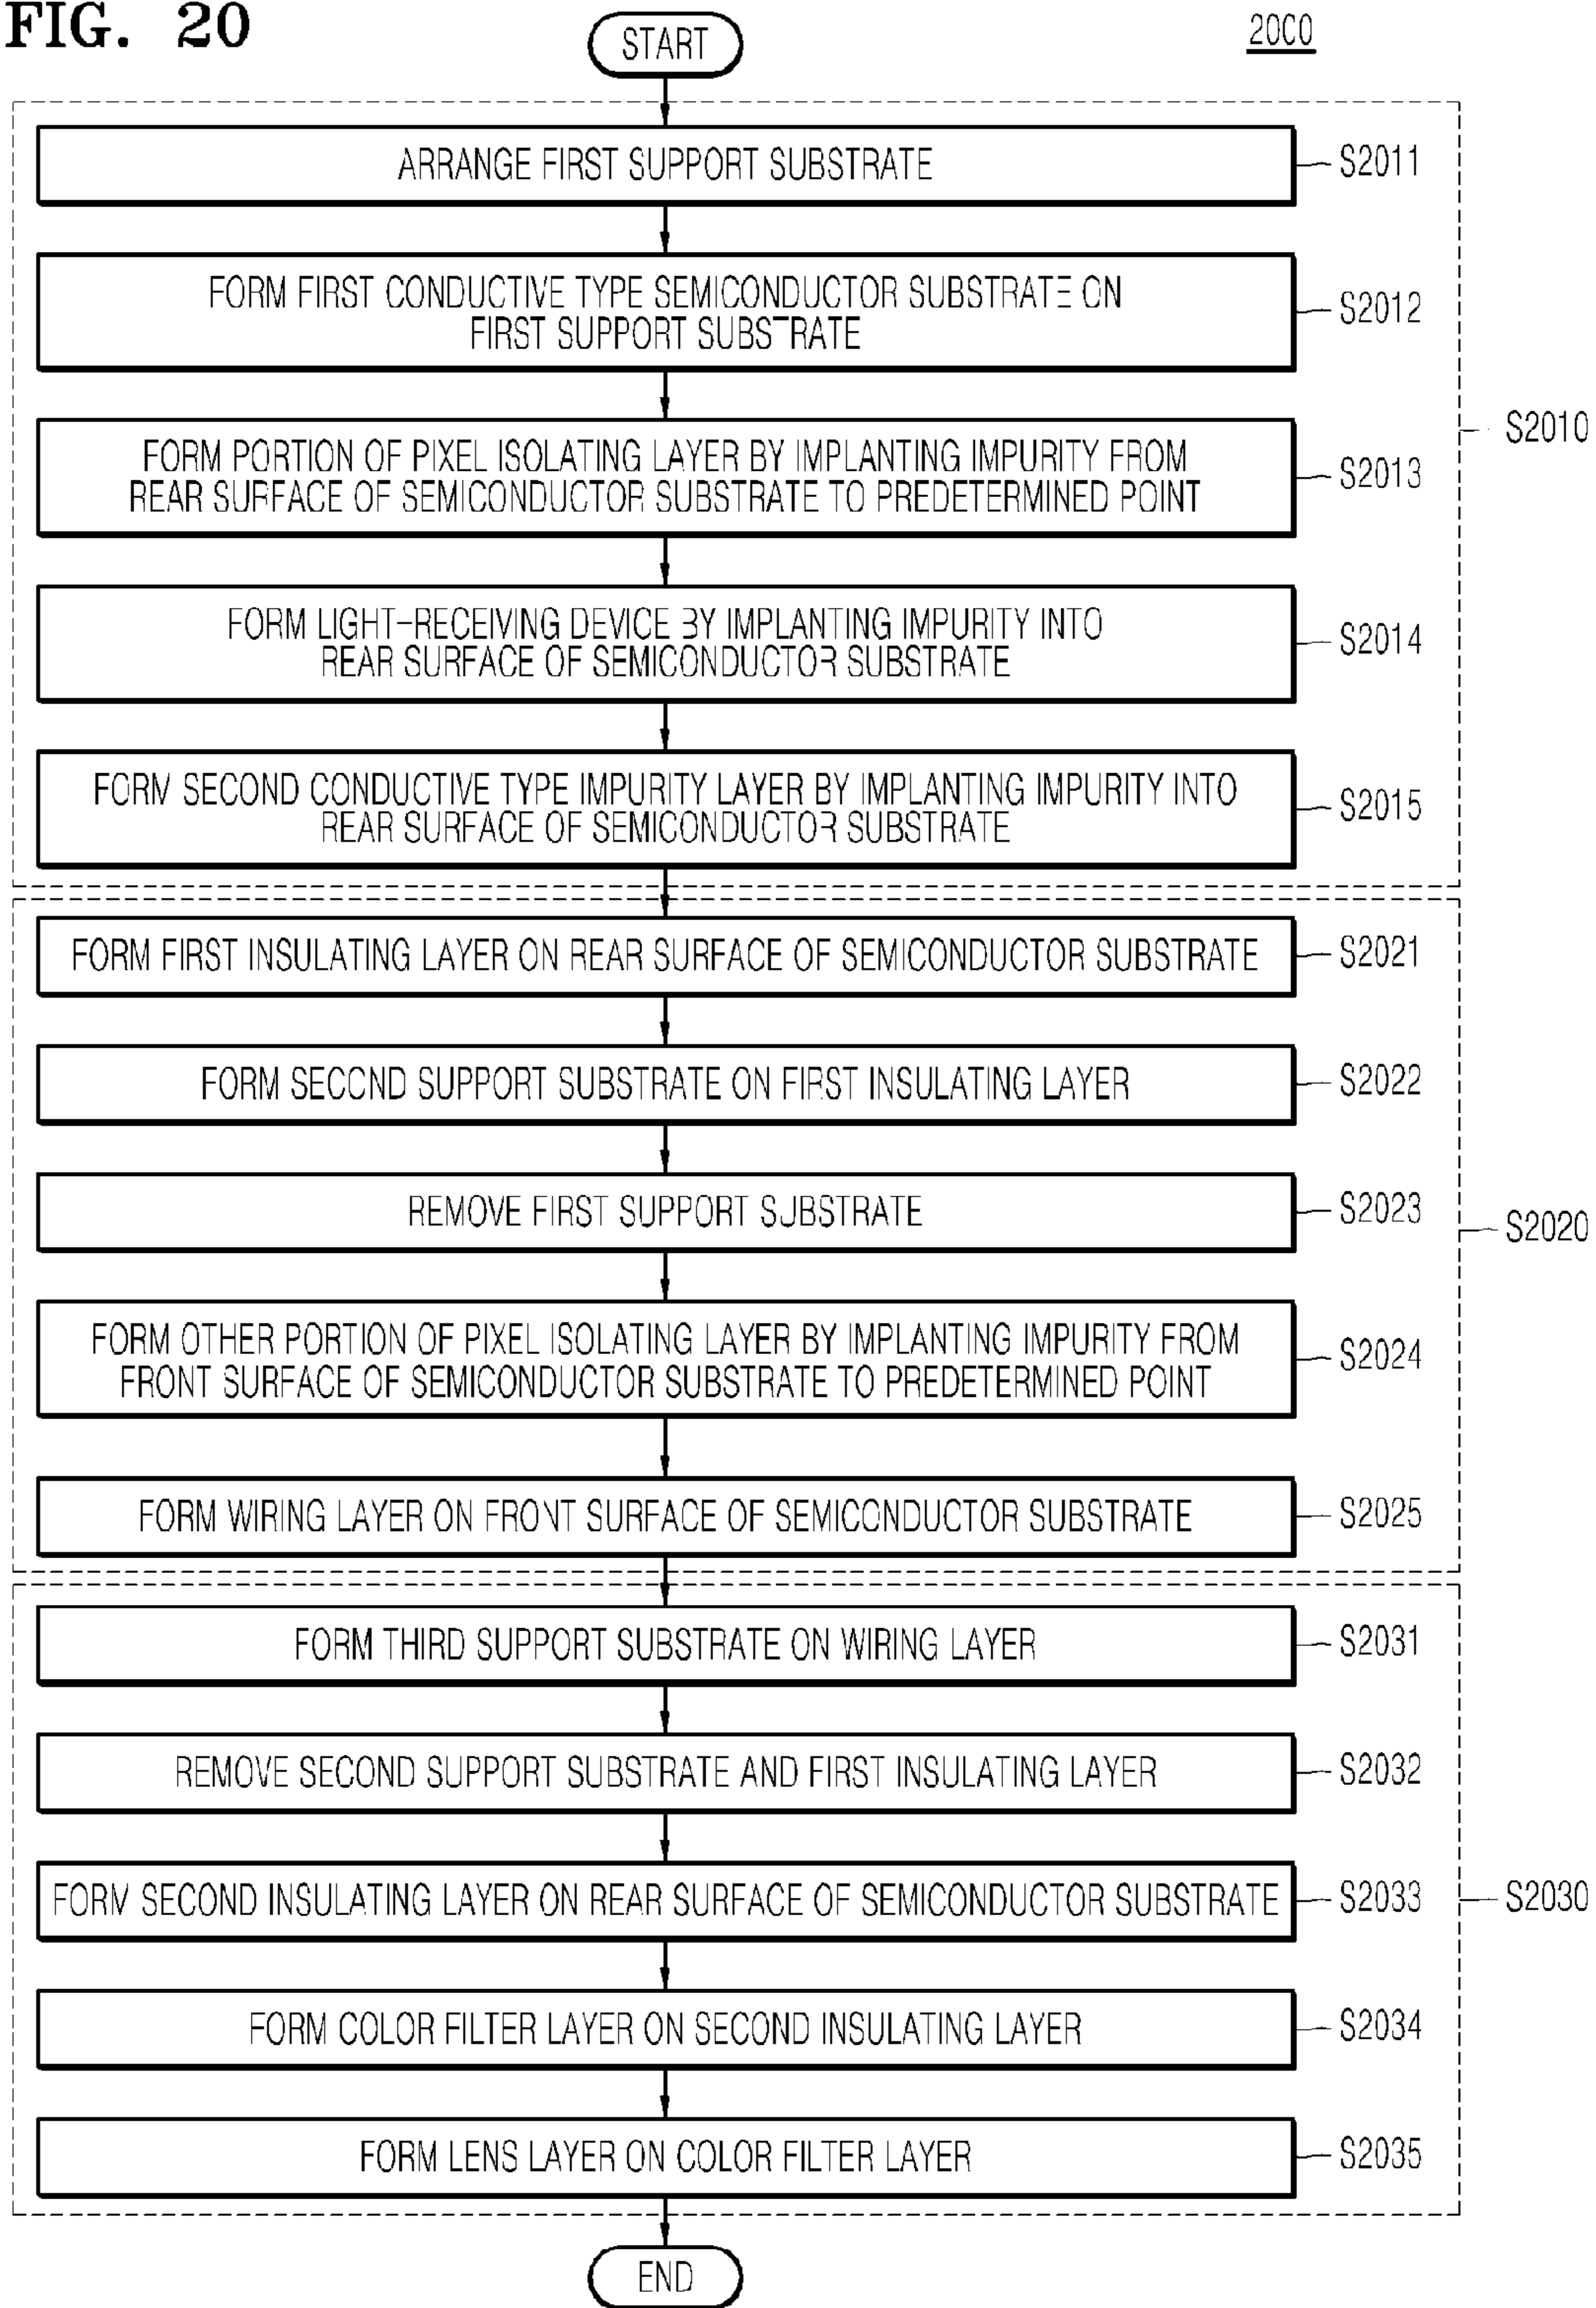 FIG. 20
2000
START
ARRANGE FIRST SUPPORT SUBSTRATE
S2011
FORM FIRST CONDUCTIVE TYPE SEMICONDUCTOR SUBSTRATE ON
FIRST SUPPORT SUBSTRATE
S2012
FORM PORTION OF PIXEL ISOLATING LAYER BY IMPLANTING IMPURITY FROM
REAR SURFACE OF SEMICONDUCTOR SUBSTRATE TO PREDETERMINED POINT
S2013
S2010
FORM LIGHT-RECEIVING DEVICE BY IMPLANTING IMPURITY INTO
REAR SURFACE OF SEMICONDUCTOR SUBSTRATE
S2014
FORM SECOND CONDUCTIVE TYPE IMPURITY LAYER BY IMPLANTING IMPURITY INTO
REAR SURFACE OF SEMICONDUCTOR SUBSTRATE
S2015
FORM FIRST INSULATING LAYER ON REAR SURFACE OF SEMICONDUCTOR SUBSTRATE
S2021
FORM SECOND SUPPORT SUBSTRATE ON FIRST INSULATING LAYER
S2022
REMOVE FIRST SUPPORT SUBSTRATE
S2023
S2020
FORM OTHER PORTION OF PIXEL ISOLATING LAYER BY IMPLANTING IMPURITY FROM
FRONT SURFACE OF SEMICONDUCTOR SUBSTRATE TO PREDETERMINED POINT
S2024
FORM WIRING LAYER ON FRONT SURFACE OF SEMICONDUCTOR SUBSTRATE
S2025
FORM THIRD SUPPORT SUBSTRATE ON WIRING LAYER
S2031
REMOVE SECOND SUPPORT SUBSTRATE AND FIRST INSULATING LAYER
S2032
FORM SECOND INSULATING LAYER ON REAR SURFACE OF SEMICONDUCTOR SUBSTRATE
S2033
S2030
FORM COLOR FILTER LAYER ON SECOND INSULATING LAYER
S2034
FORM LENS LAYER ON COLOR FILTER LAYER
S2035
END